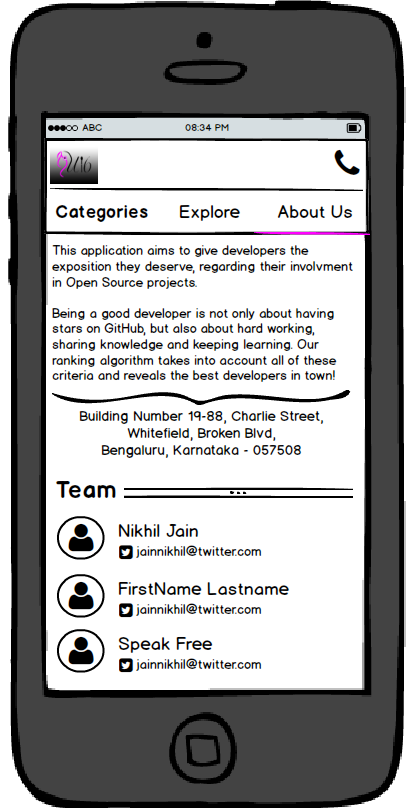 ABC 08:34 PM
Categories Explore About Us
This application aims to give developers the
exposition they deserve, regarding their involvment
in Open Source projects.
Being a good developer is not only about having
stars on GitHub, but also about hard working,
sharing knowledge and keeping learning. Our
ranking algorithm takes into account all of these
criteria and reveals the best developers in town!
Building Number 19-88, Charlie Street,
Whitefield, Broken Blvd,
Bengaluru, Karnataka - 057508
Team
Nikhil Jain
jainnikhil@twitter.com
FirstName Lastname
jainnikhil@twitter.com
Speak Free
jainnikhil@twitter.com